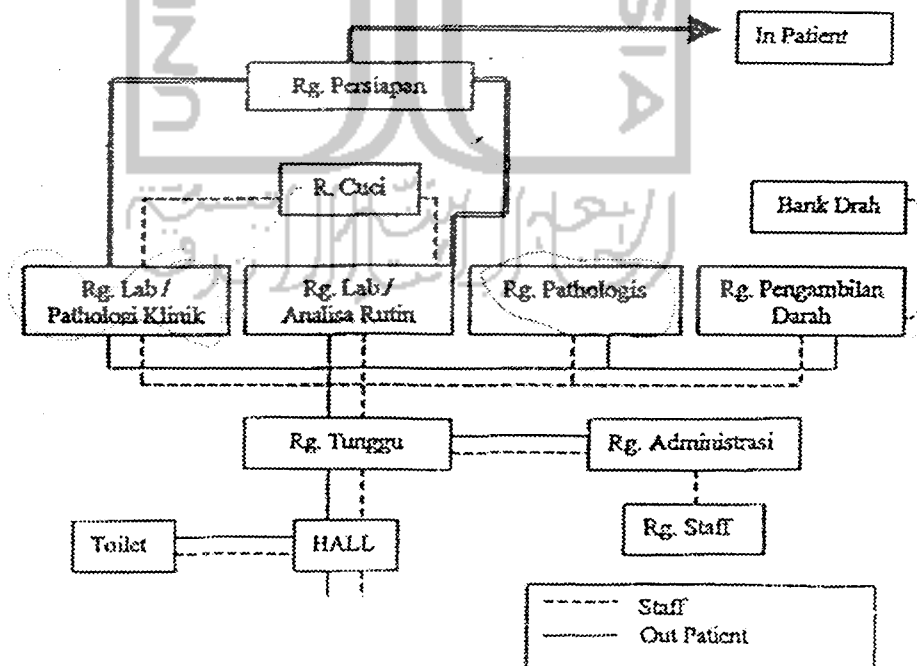 In Patient
Rg. Persiapan
R. Cuci
Bank Drah
Rg. Lab /
Pathologi Klinik
Rg. Lab /
Analisa Rutin
Rg. Pathologis
Rg. Pengambilan
Darah
Rg. Tunggu
Rg. Administrasi
Rg. Staff
Toilet
HALL
Staff
Out Patient